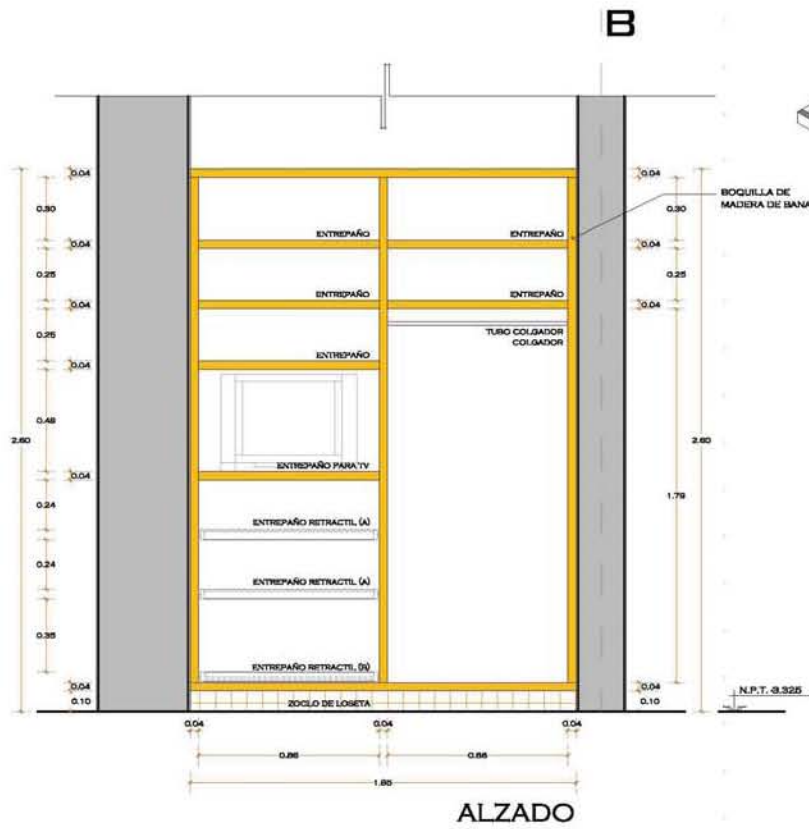 B
0.04
0.30
0.04
0.25
0.04
0.25
0.04
0.48
0.04
0.24
0.24
0.35
0.04
0.10
2.60
ENTREPAÑO
ENTREPAÑO
ENTREPAÑO
ENTREPAÑO
TUBO COLGADOR
COLGADOR
ENTREPAÑO
ENTREPAÑO PARA TV
ENTREPAÑO RETRACTIL (A)
ENTREPAÑO RETRACTIL (A)
ENTREPAÑO RETRACTIL (B)
ZOCLO DE LOSETA
0.04
0.30
0.04
0.25
0.04
1.79
0.04
0.10
2.60
BOQUILLA DE
MADERA DE BANA
N.P.T. -3.325
0.04
0.04
0.04
0.86
0.86
1.85
ALZADO